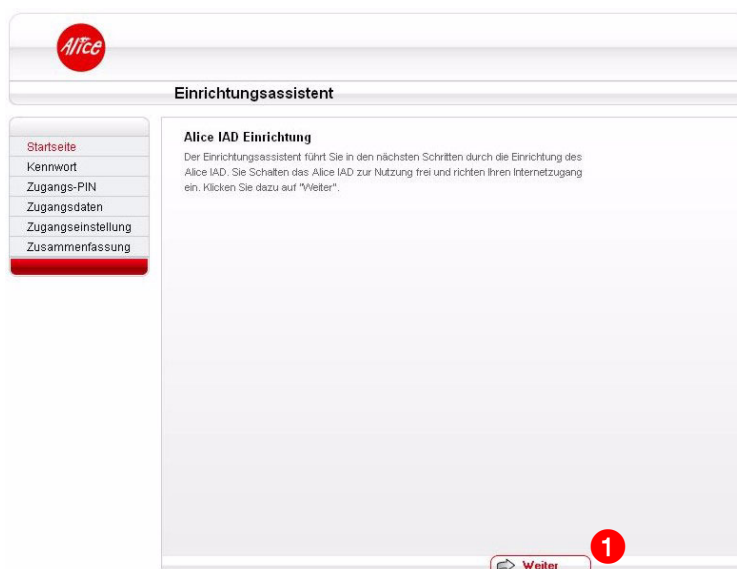 Alice
Einrichtungsassistent
Startseite
Kennwort
Zugangs-PIN
Zugangsdaten
Zugangseinstellung
Zusammenfassung
Alice IAD Einrichtung
Der Einrichtungsassistent führt Sie in den nächsten Schritten durch die Einrichtung des
Alice IAD. Sie Schalten das Alice IAD zur Nutzung frei und richten Ihren Internetzugang
ein. Klicken Sie dazu auf "Weiter".
1
Weiter